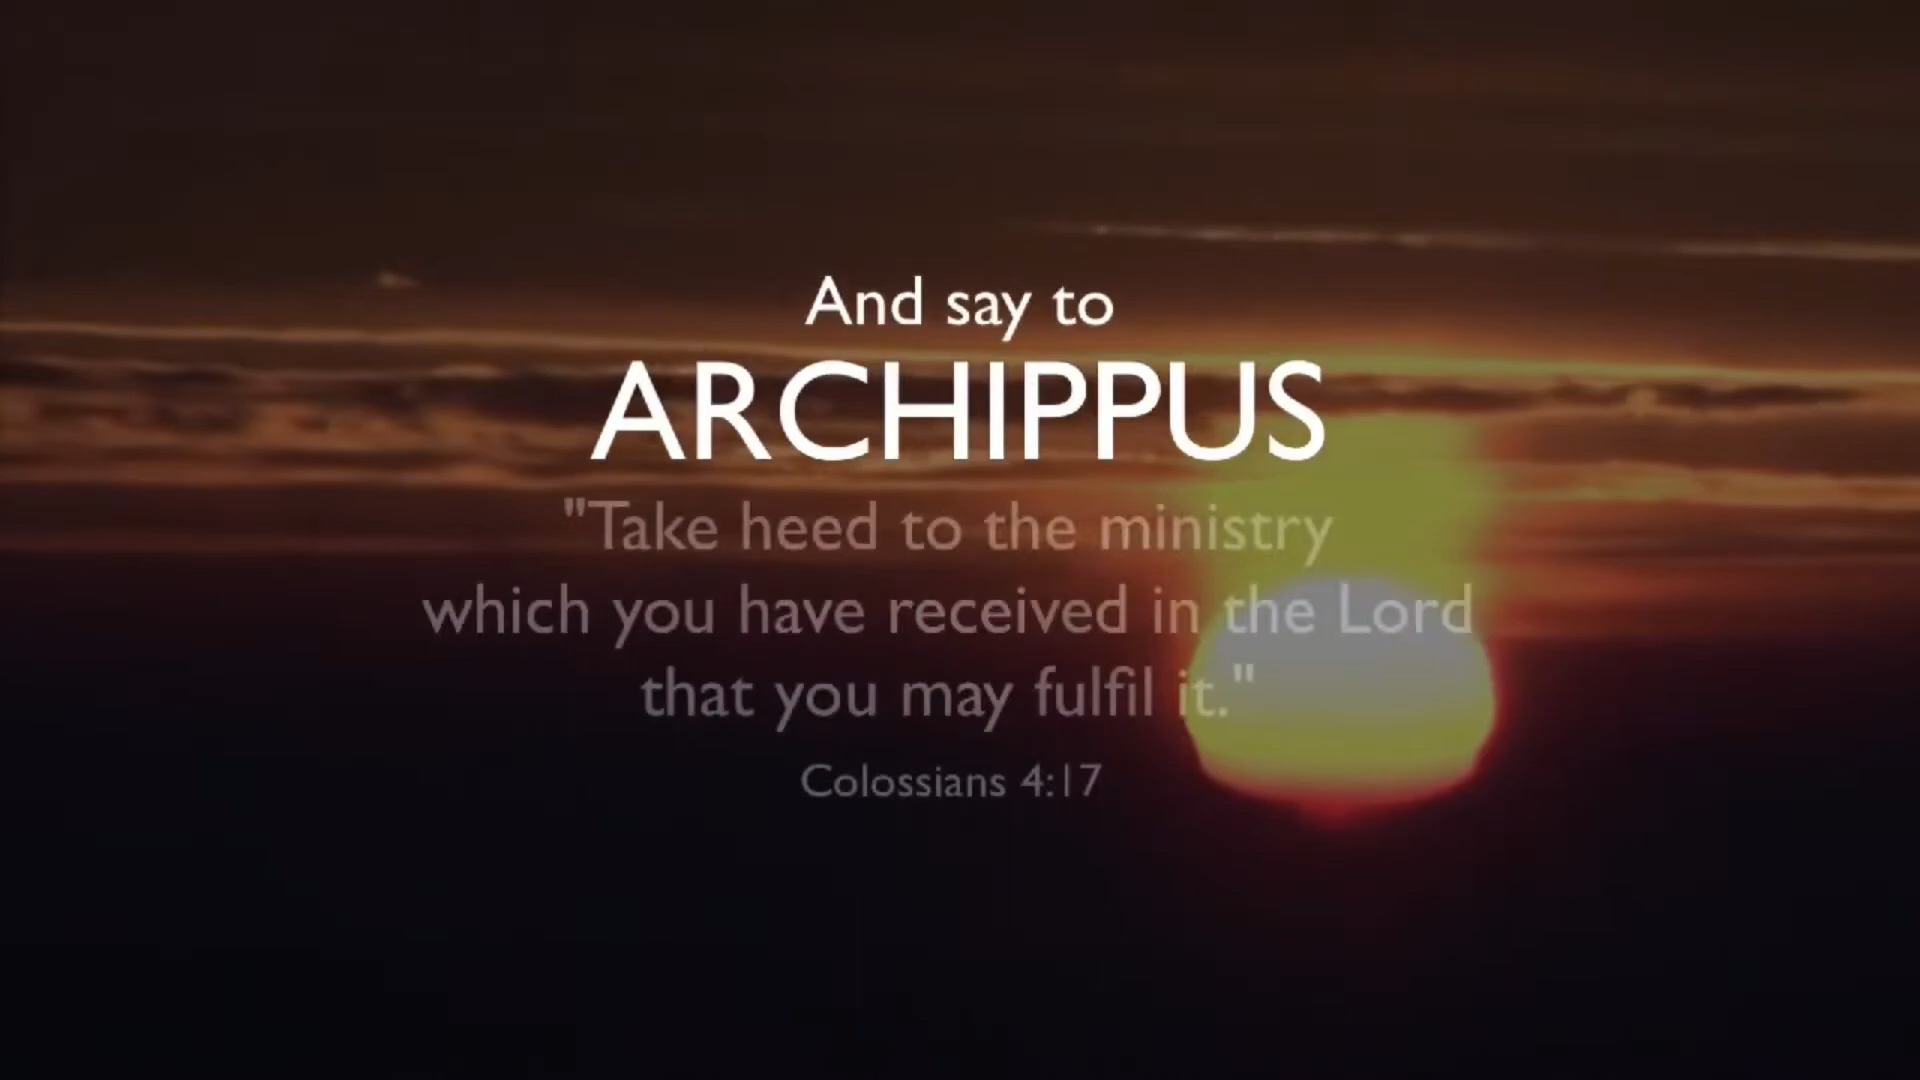 And say to
ARCHIPPUS
"Take heed to the ministry
which you have received in the Lord
that you may fulfil it."
Colossians 4:17